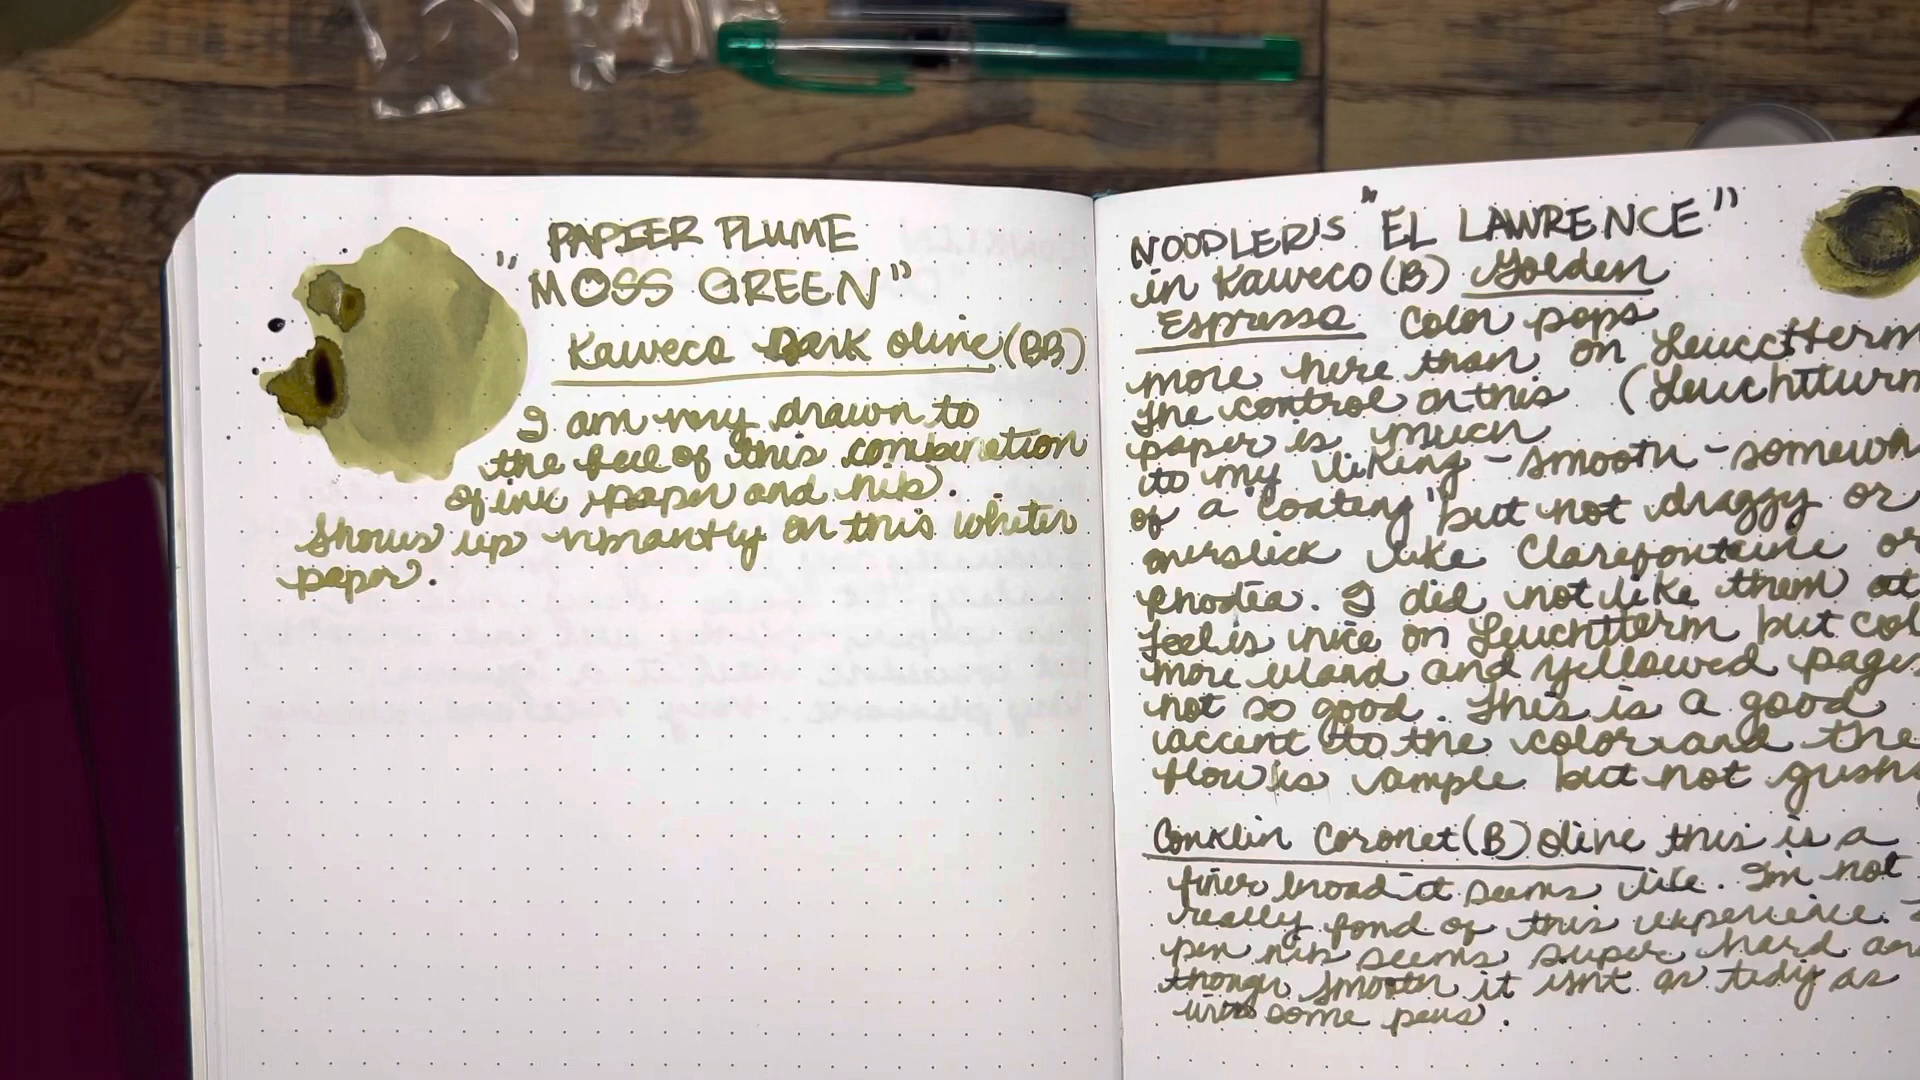 PAPIER PLUME
"MOSS GREEN"
Kaweco Dark Olive (BB)
I am very drawn to
the feel of this combination
of ink paper and nib.
Shows up vibrantly on this whiter
paper.
NOODLER'S "EL LAWRENCE"
in Kaweco (B) Golden
Espresso Color pops
more here than on Leucctterm
The control on this (Leuchtturm
paper is much
to my liking - smooth - somewh
of a "coating" but not draggy or
overslick like Clarefontaine or
Rhodia. I did not like them at
feel is nice on Leuchtterm but col
more bland and yellowed pages
not so good. This is a good
accent to the color and the
flow is ample but not gush
Conklin Coronet (B) Olive this is a
finer broad it seems like. I'm not
really fond of this experience.
pen nib seems super hard an
though smooth it isnt as tidy as
with some pens.